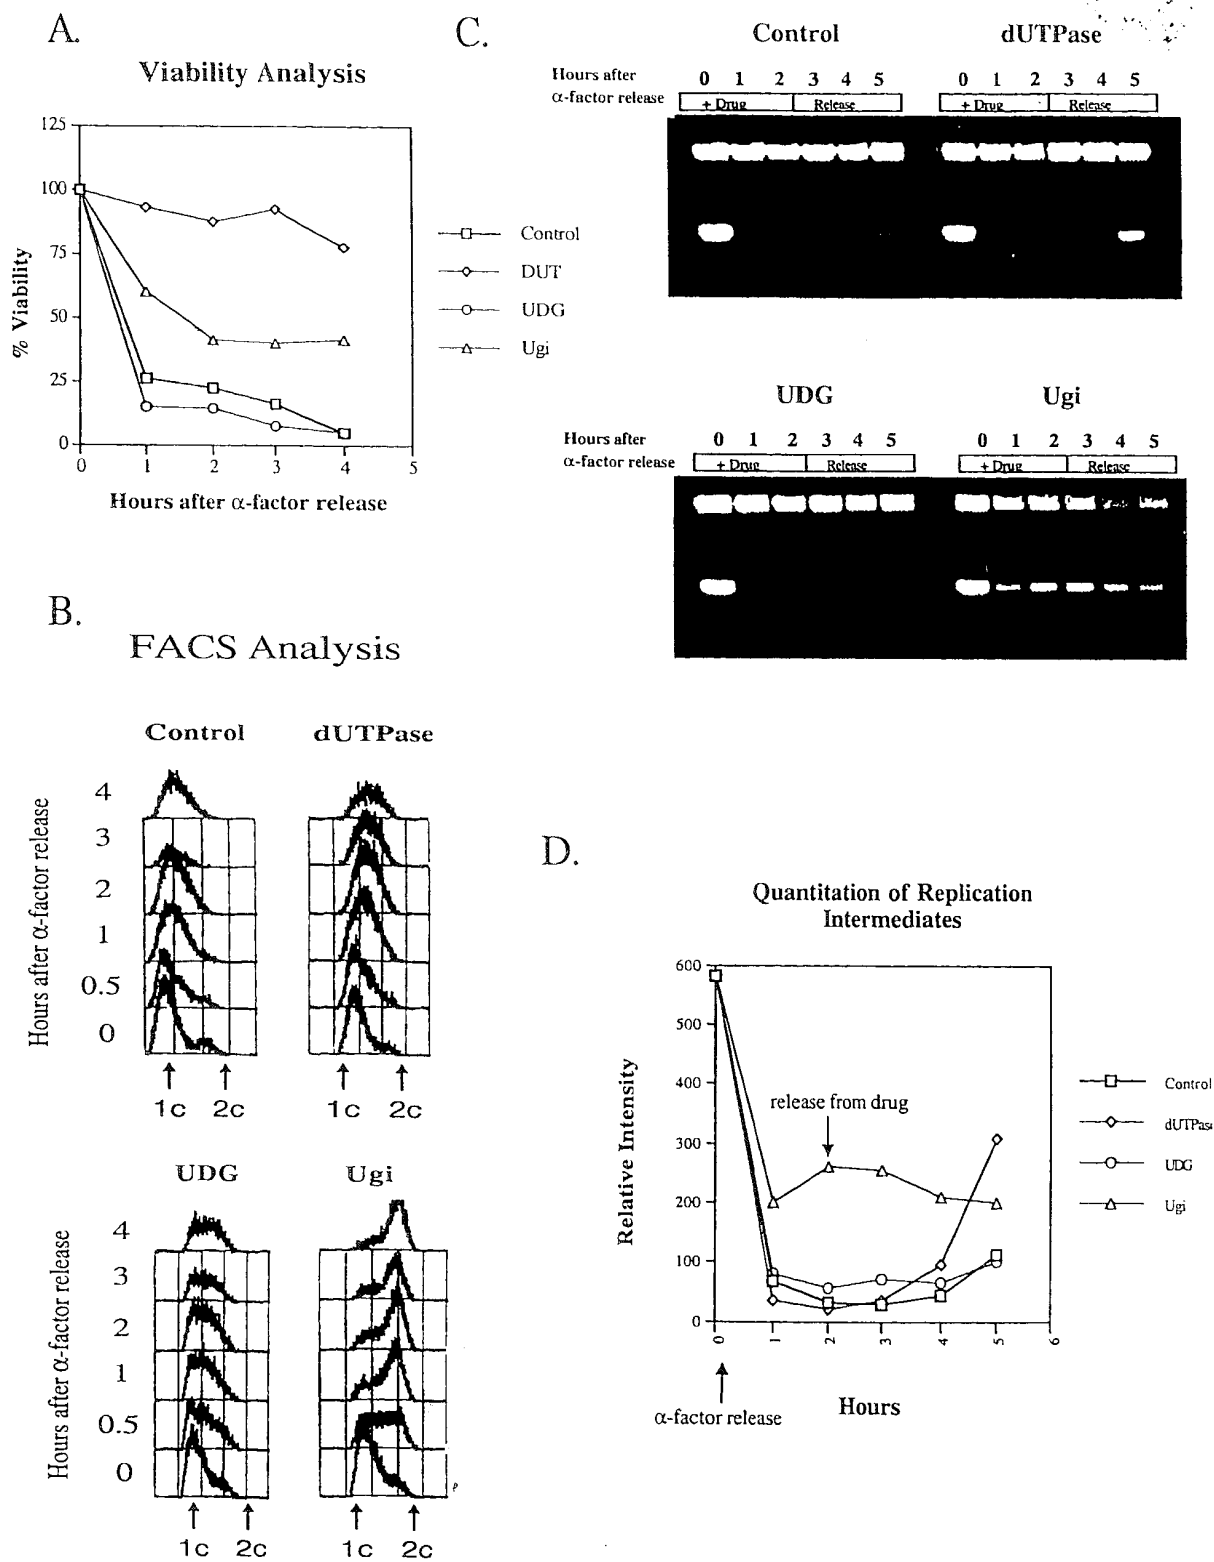 A.
Viability Analysis
125
100
75
50
25
0
% Viability
0 1 2 3 4 5
Hours after α-factor release
Control
DUT
UDG
Ugi
B.
FACS Analysis
Control dUTPase
Hours after α-factor release
4
3
2
1
0.5
0
1c 2c 1c 2c
UDG Ugi
Hours after α-factor release
4
3
2
1
0.5
0
1c 2c 1c 2c
C.
Control dUTPase
Hours after 0 1 2 3 4 5 0 1 2 3 4 5
α-factor release + Drug Release + Drug Release
UDG Ugi
Hours after 0 1 2 3 4 5 0 1 2 3 4 5
α-factor release + Drug Release + Drug Release
D.
Quantitation of Replication
Intermediates
600
500
400
300
200
100
0
Relative Intensity
release from drug
0 1 2 3 4 5 6
α-factor release
Hours
Control
dUTPas
UDG
Ugi